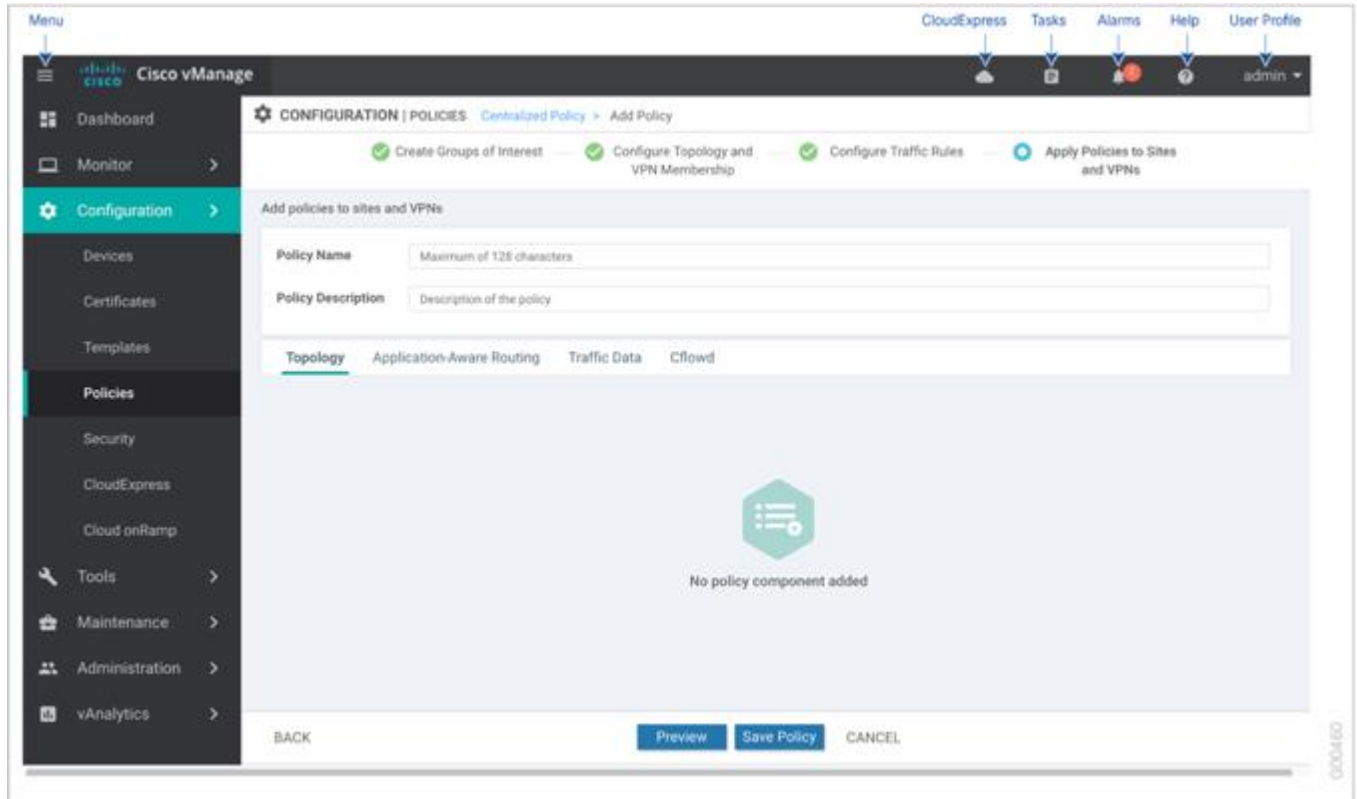 Menu
CloudExpress Tasks Alarms Help User Profile
cisco Cisco vManage
admin
Dashboard
CONFIGURATION | POLICIES Centralized Policy > Add Policy
Monitor
Create Groups of Interest
Configure Topology and
VPN Membership
Configure Traffic Rules
Apply Policies to Sites
and VPNs
Configuration
Add policies to sites and VPNs
Devices
Policy Name Maximum of 128 characters
Certificates
Policy Description Description of the policy
Templates
Topology Application-Aware Routing Traffic Data Cflowd
Policies
Security
CloudExpress
Cloud onRamp
Tools
No policy component added
Maintenance
Administration
vAnalytics
BACK Preview Save Policy CANCEL
G00460